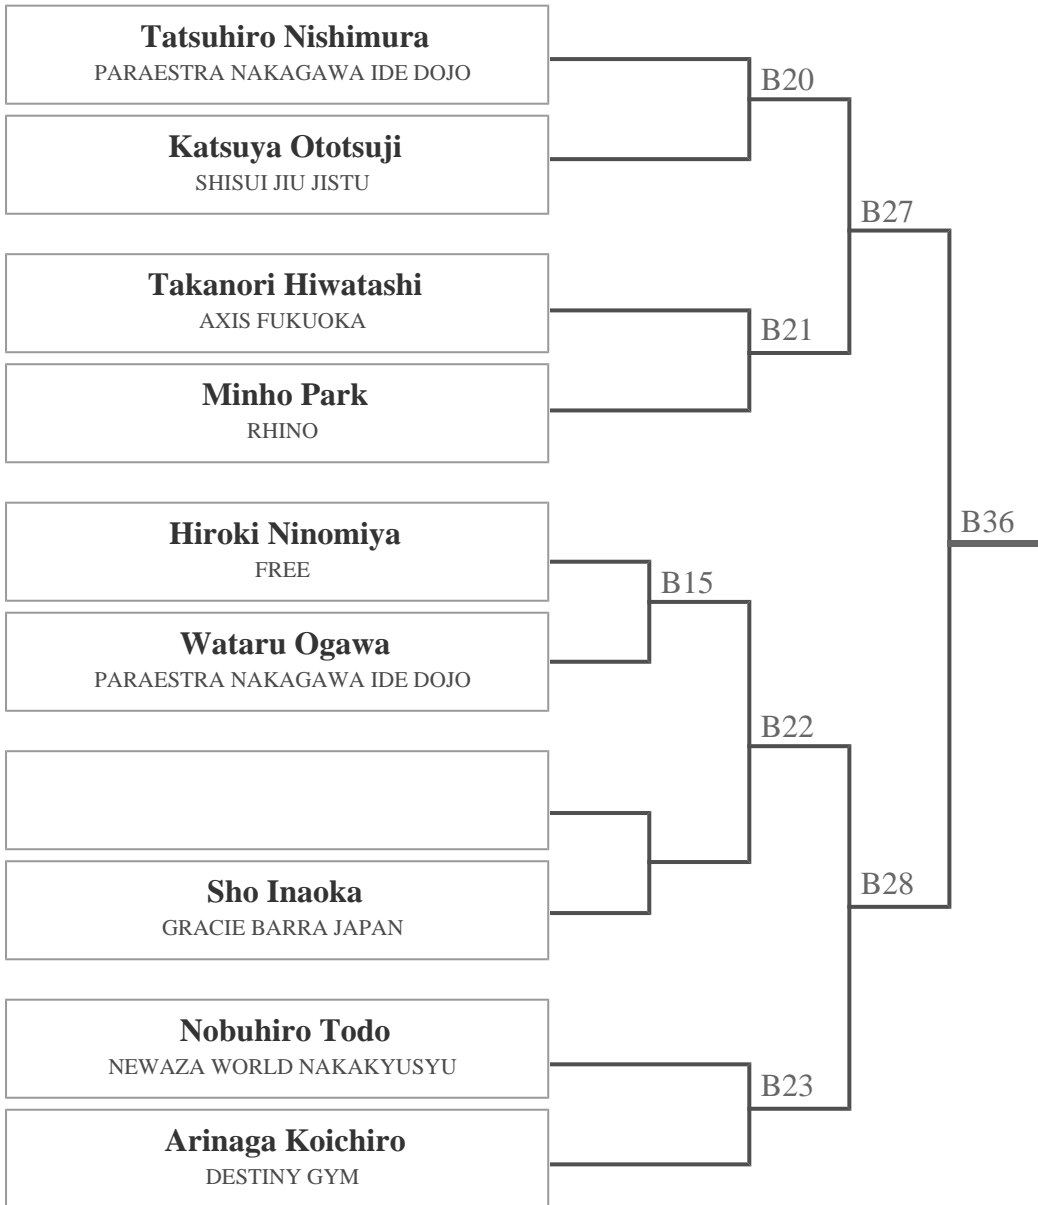 Tatsuhiro Nishimura
PARAESTRA NAKAGAWA IDE DOJO
B20
Katsuya Ototsuji
SHISUI JIU JISTU
B27
Takanori Hiwatashi
AXIS FUKUOKA
B21
Minho Park
RHINO
B36
Hiroki Ninomiya
FREE
B15
Wataru Ogawa
PARAESTRA NAKAGAWA IDE DOJO
B22
Sho Inaoka
GRACIE BARRA JAPAN
B28
Nobuhiro Todo
NEWAZA WORLD NAKAKYUSYU
B23
Arinaga Koichiro
DESTINY GYM